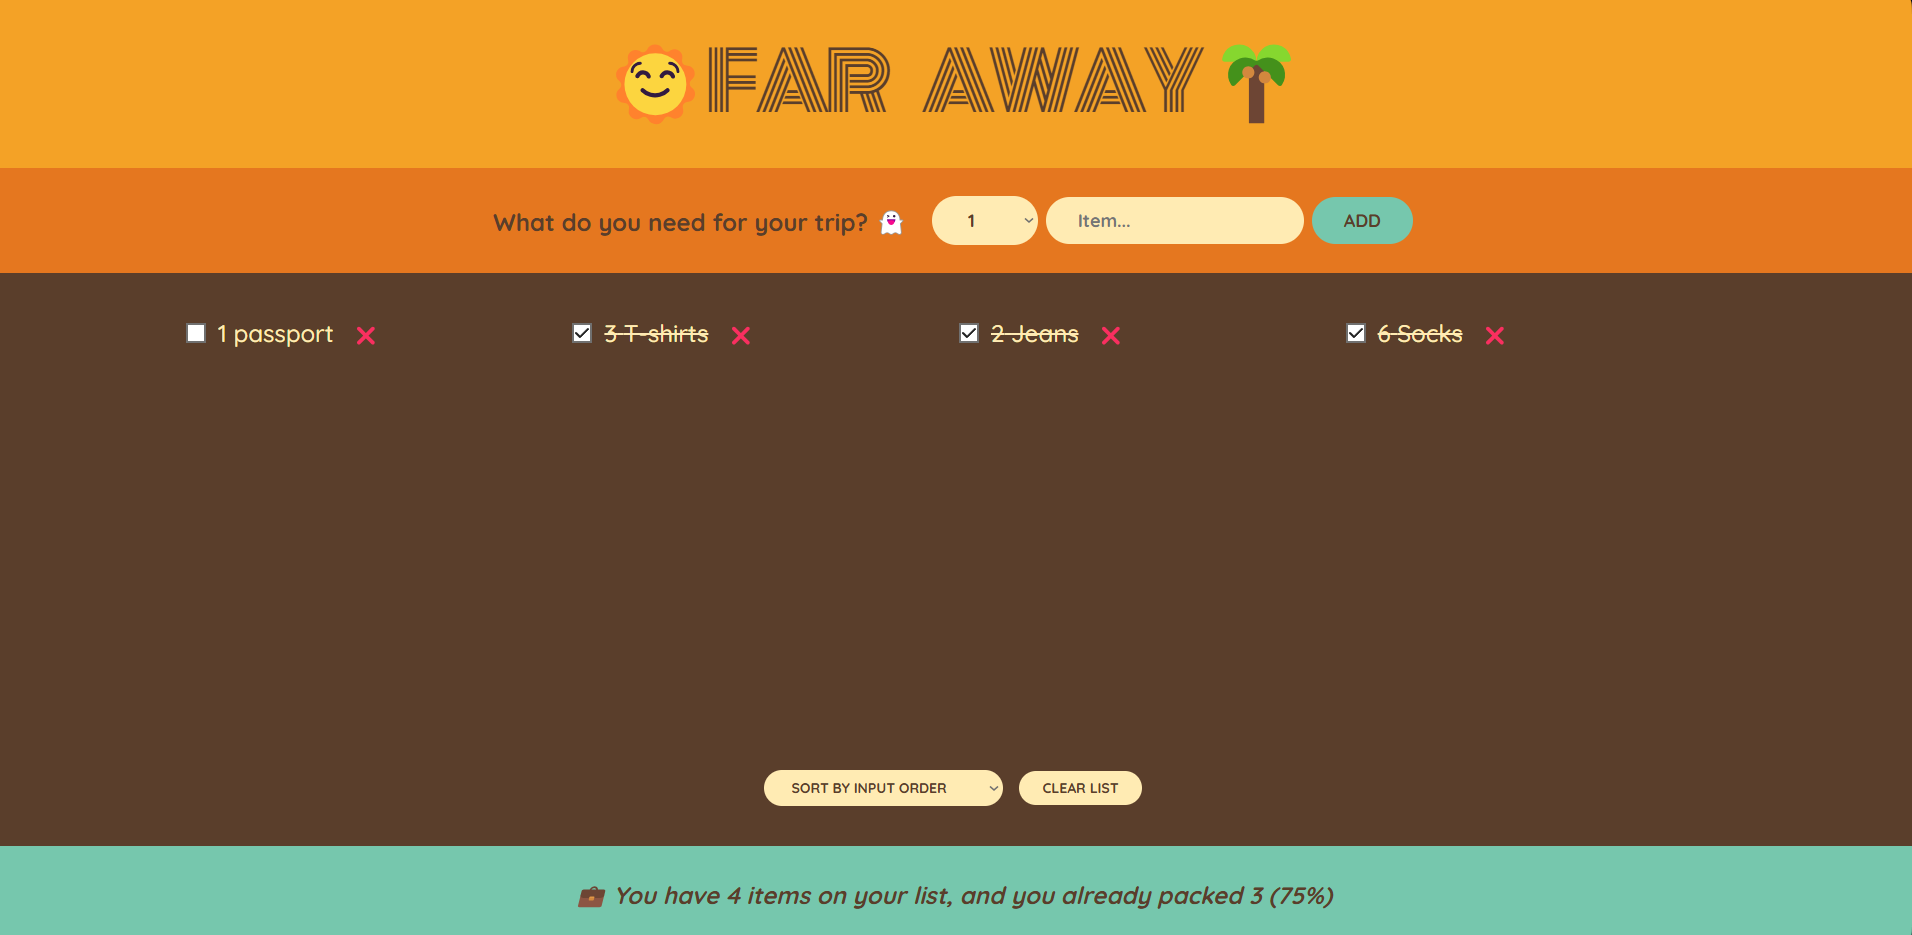 FAR AWAY
What do you need for your trip? 1 Item... ADD
1 passport 3 T-shirts 2 Jeans 6 Socks
SORT BY INPUT ORDER CLEAR LIST
You have 4 items on your list, and you already packed 3 (75%)